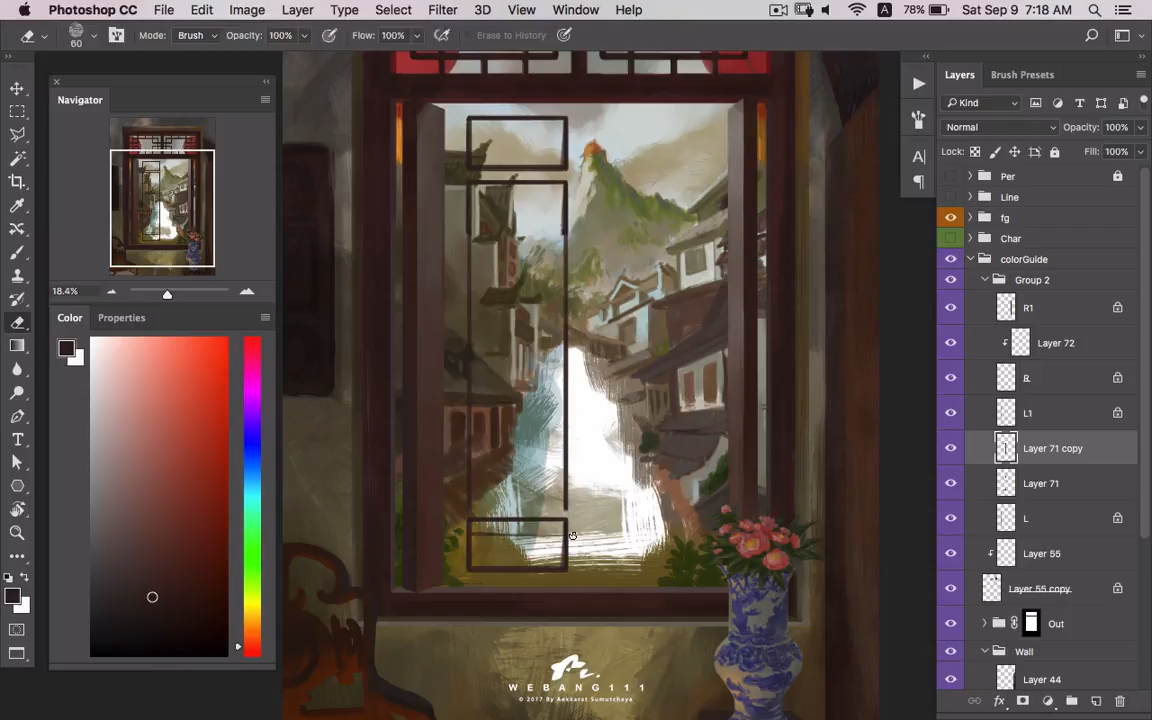 Photoshop CC File Edit Image Layer Type Select Filter 3D View Window Help 78% Sat Sep 9 7:18 AM
60 Mode: Brush Opacity: 100% Flow: 100% Erase to History
Navigator
18.4%
Color Properties
Layers Brush Presets
Kind
Normal Opacity: 100%
Lock: Fill: 100%
Per
Line
fg
Char
colorGuide
Group 2
R1
Layer 72
R
L1
Layer 71 copy
Layer 71
L
Layer 55
Layer 55 copy
Out
Wall
Layer 44
WEBANG111
© 2017 By Aekkarat Sumutchaya